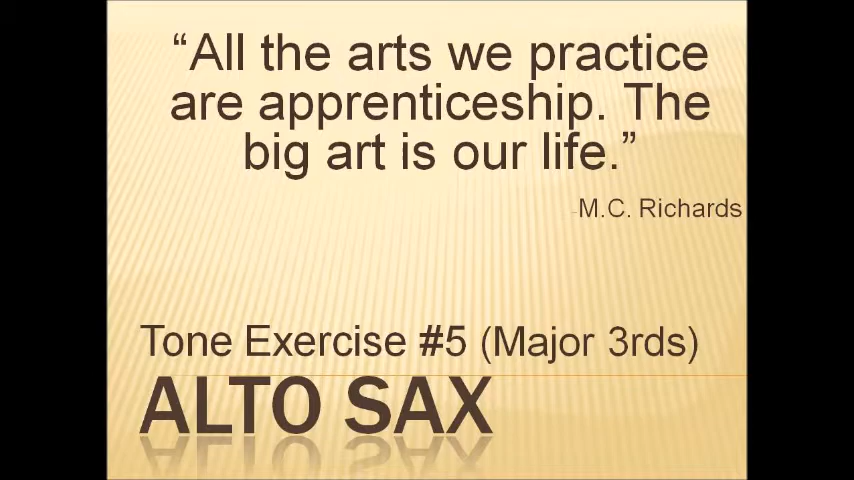 “All the arts we practice
are apprenticeship. The
big art is our life.”
-M.C. Richards
Tone Exercise #5 (Major 3rds)
ALTO SAX